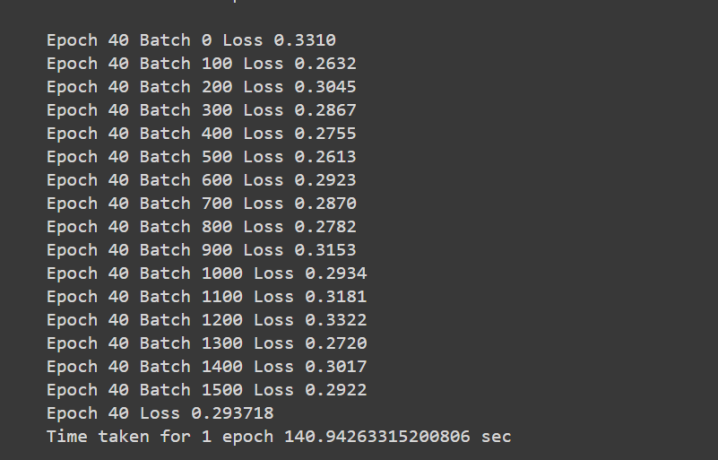 Epoch 40 Batch 0 Loss 0.3310
Epoch 40 Batch 100 Loss 0.2632
Epoch 40 Batch 200 Loss 0.3045
Epoch 40 Batch 300 Loss 0.2867
Epoch 40 Batch 400 Loss 0.2755
Epoch 40 Batch 500 Loss 0.2613
Epoch 40 Batch 600 Loss 0.2923
Epoch 40 Batch 700 Loss 0.2870
Epoch 40 Batch 800 Loss 0.2782
Epoch 40 Batch 900 Loss 0.3153
Epoch 40 Batch 1000 Loss 0.2934
Epoch 40 Batch 1100 Loss 0.3181
Epoch 40 Batch 1200 Loss 0.3322
Epoch 40 Batch 1300 Loss 0.2720
Epoch 40 Batch 1400 Loss 0.3017
Epoch 40 Batch 1500 Loss 0.2922
Epoch 40 Loss 0.293718
Time taken for 1 epoch 140.94263315200806 sec